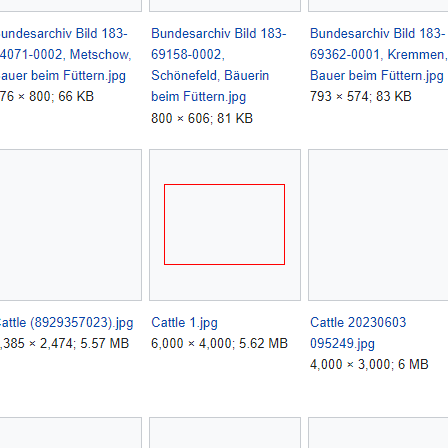 undesarchiv Bild 183-
4071-0002, Metschow,
auer beim Füttern.jpg
76 × 800; 66 KB
Bundesarchiv Bild 183-
69158-0002,
Schönefeld, Bäuerin
beim Füttern.jpg
800 × 606; 81 KB
Bundesarchiv Bild 183-
69362-0001, Kremmen,
Bauer beim Füttern.jpg
793 × 574; 83 KB
attle (8929357023).jpg
,385 × 2,474; 5.57 MB
Cattle 1.jpg
6,000 × 4,000; 5.62 MB
Cattle 20230603
095249.jpg
4,000 × 3,000; 6 MB